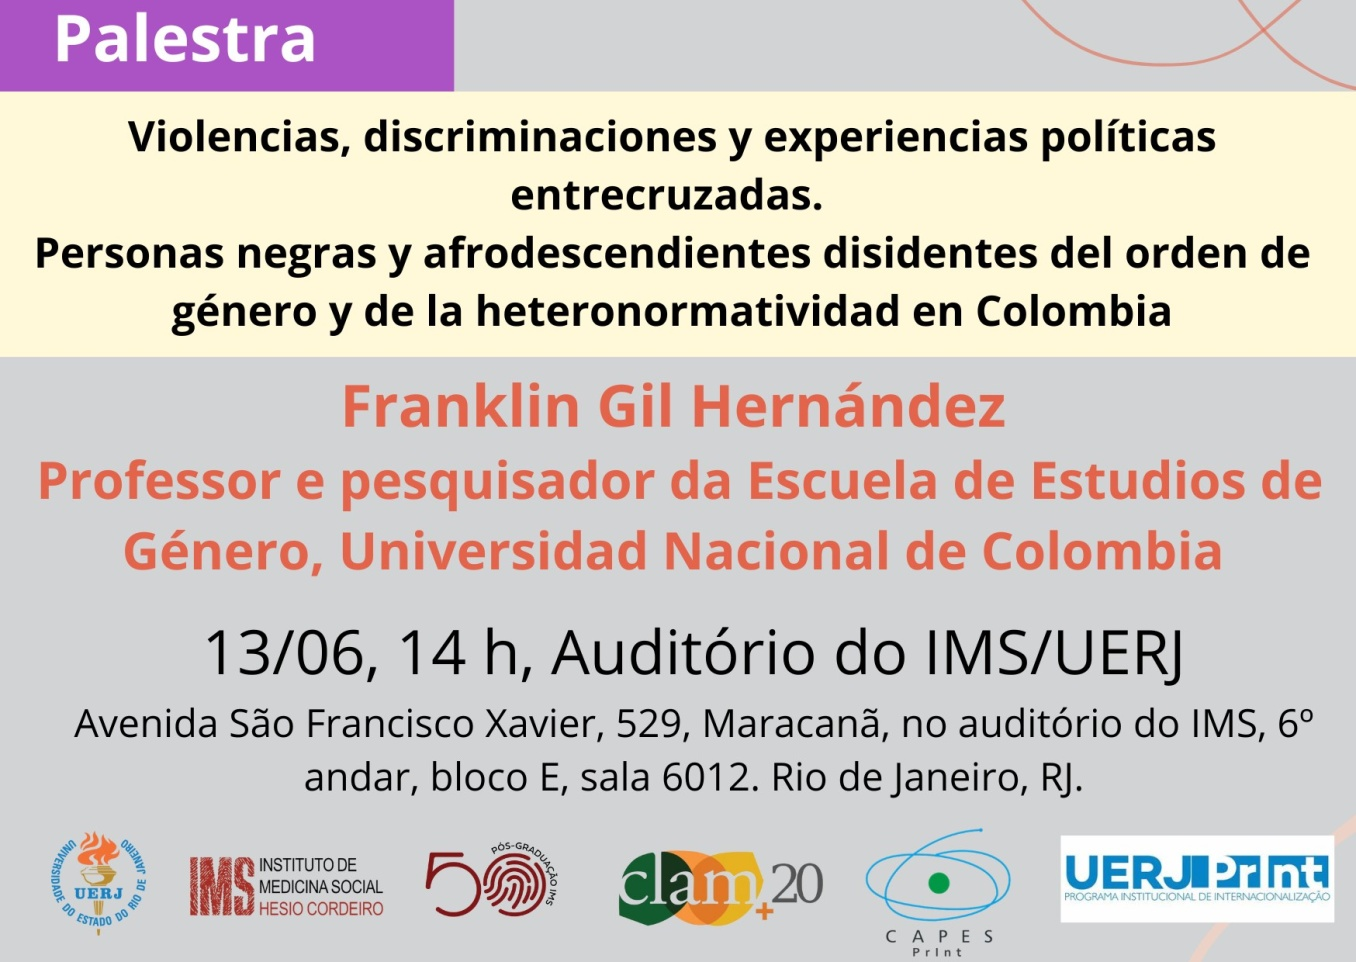 Palestra
Violencias, discriminaciones y experiencias políticas
entrecruzadas.
Personas negras y afrodescendientes disidentes del orden de
género y de la heteronormatividad en Colombia
Franklin Gil Hernández
Professor e pesquisador da Escuela de Estudios de
Género, Universidad Nacional de Colombia
13/06, 14 h, Auditório do IMS/UERJ
Avenida São Francisco Xavier, 529, Maracanã, no auditório do IMS, 6º
andar, bloco E, sala 6012. Rio de Janeiro, RJ.
UNIVERSIDADE DO ESTADO DO RIO DE JANEIRO
UERJ
IMS
INSTITUTO DE
MEDICINA SOCIAL
HESIO CORDEIRO
50
PÓS-GRADUAÇÃO IMS
clam+20
CAPES
PrInt
UERJ PrInt
PROGRAMA INSTITUCIONAL DE INTERNACIONALIZAÇÃO